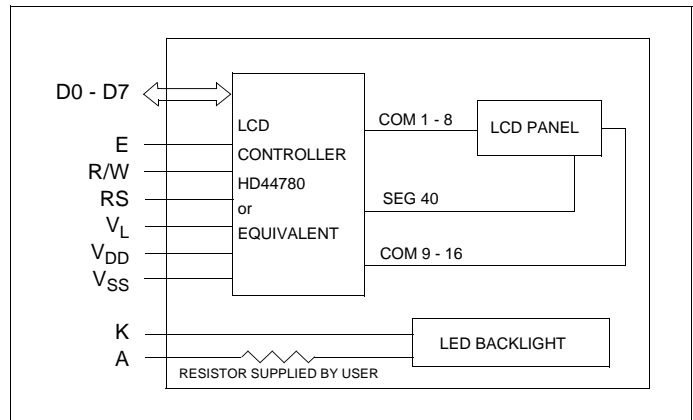 D0 - D7
E
R/W
RS
VL
VDD
VSS
K
A
LCD
CONTROLLER
HD44780
or
EQUIVALENT
COM 1 - 8
SEG 40
COM 9 - 16
LCD PANEL
LED BACKLIGHT
RESISTOR SUPPLIED BY USER